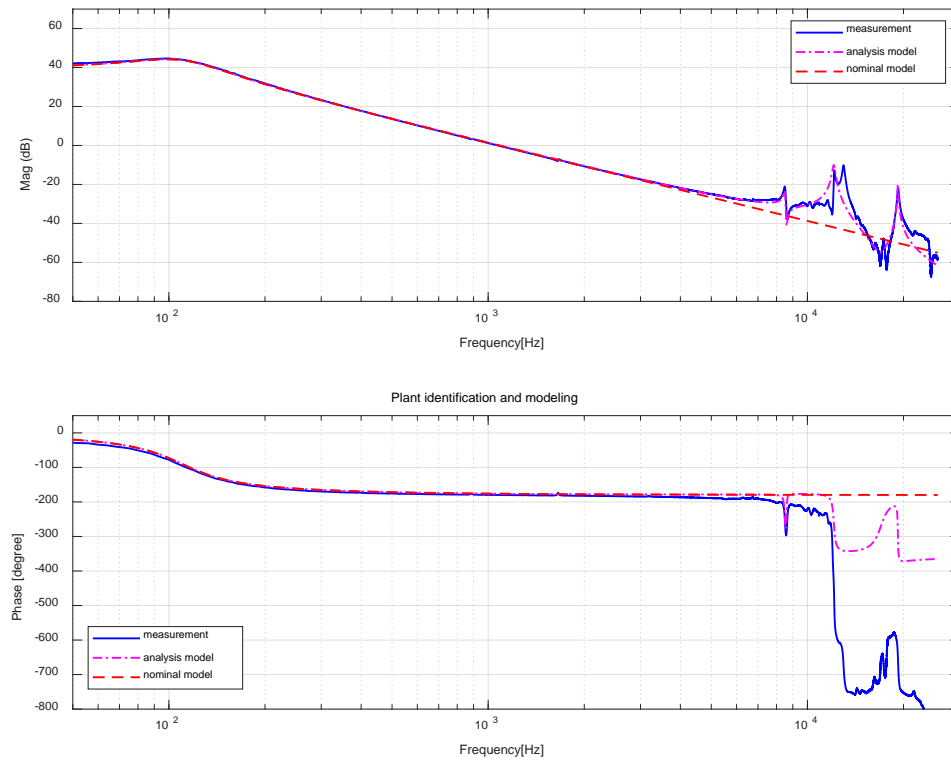 60
40
20
0
-20
-40
-60
-80
Mag (dB)
measurement
analysis model
nominal model
10 2
10 3
10 4
Frequency[Hz]
Plant identification and modeling
0
-100
-200
-300
-400
-500
-600
-700
-800
Phase [degree]
measurement
analysis model
nominal model
10 2
10 3
10 4
Frequency[Hz]